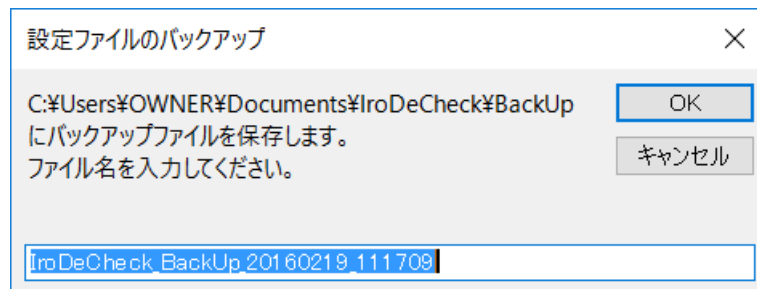 設定ファイルのバックアップ
C:¥Users¥OWNER¥Documents¥IroDeCheck¥BackUp
にバックアップファイルを保存します。
ファイル名を入力してください。
OK
キャンセル
IroDeCheck_BackUp_20160219_111709